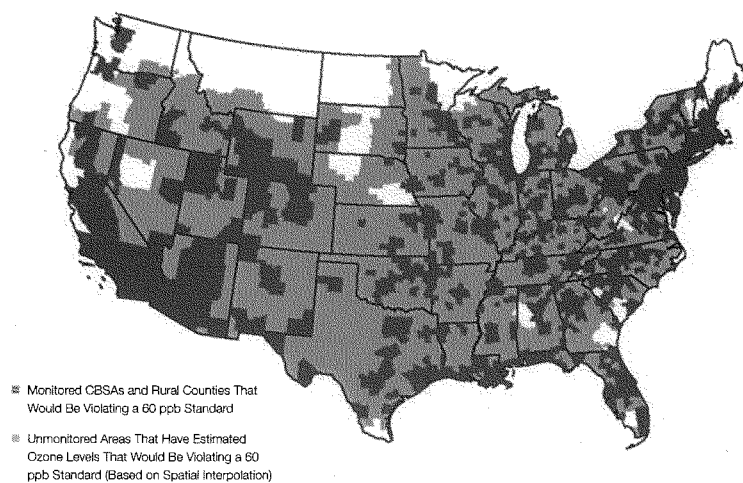 Monitored CBSAs and Rural Counties That
Would Be Violating a 60 ppb Standard
Unmonitored Areas That Have Estimated
Ozone Levels That Would Be Violating a 60
ppb Standard (Based on Spatial Interpolation)